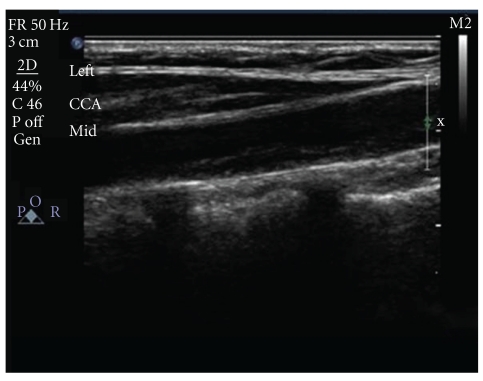 FR 50 Hz
M2
3 cm
2D
Left
44%
C 46
CCA
P off
Mid
Gen
x
O
P R